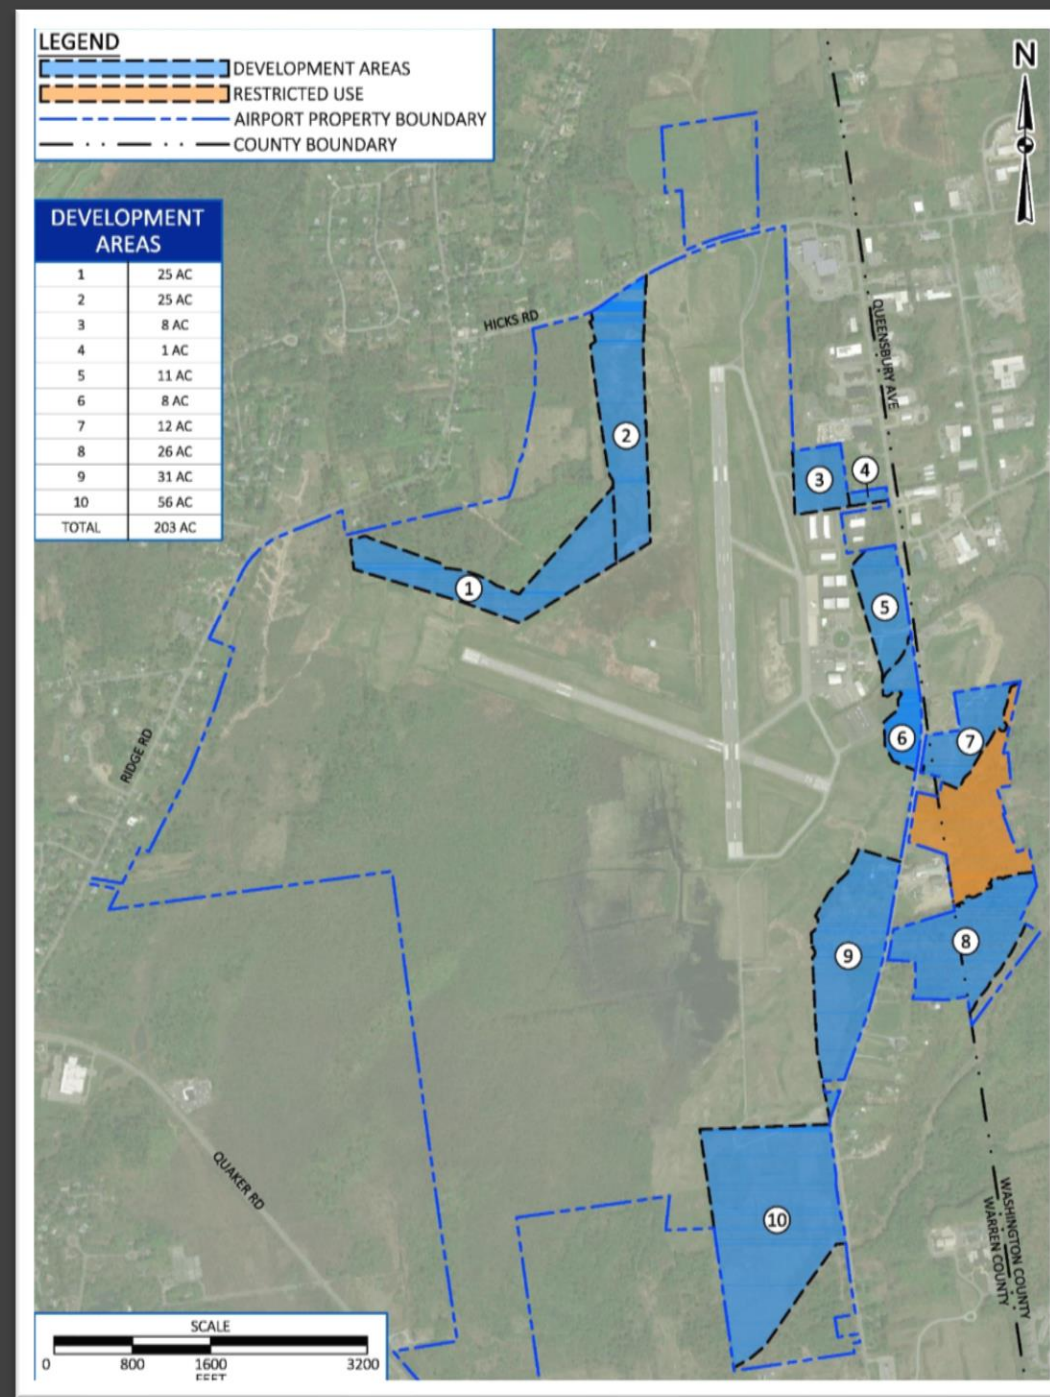 LEGEND
DEVELOPMENT AREAS
RESTRICTED USE
AIRPORT PROPERTY BOUNDARY
COUNTY BOUNDARY
N
DEVELOPMENT
AREAS
1 25 AC
2 25 AC
3 8 AC
4 1 AC
5 11 AC
6 8 AC
7 12 AC
8 26 AC
9 31 AC
10 56 AC
TOTAL 203 AC
HICKS RD
QUEENSBURY AVE
2
4
3
1
5
6
7
RIDGE RD
8
9
QUAKER RD
10
WASHINGTON COUNTY
WARREN COUNTY
SCALE
0 800 1600 3200
FEET